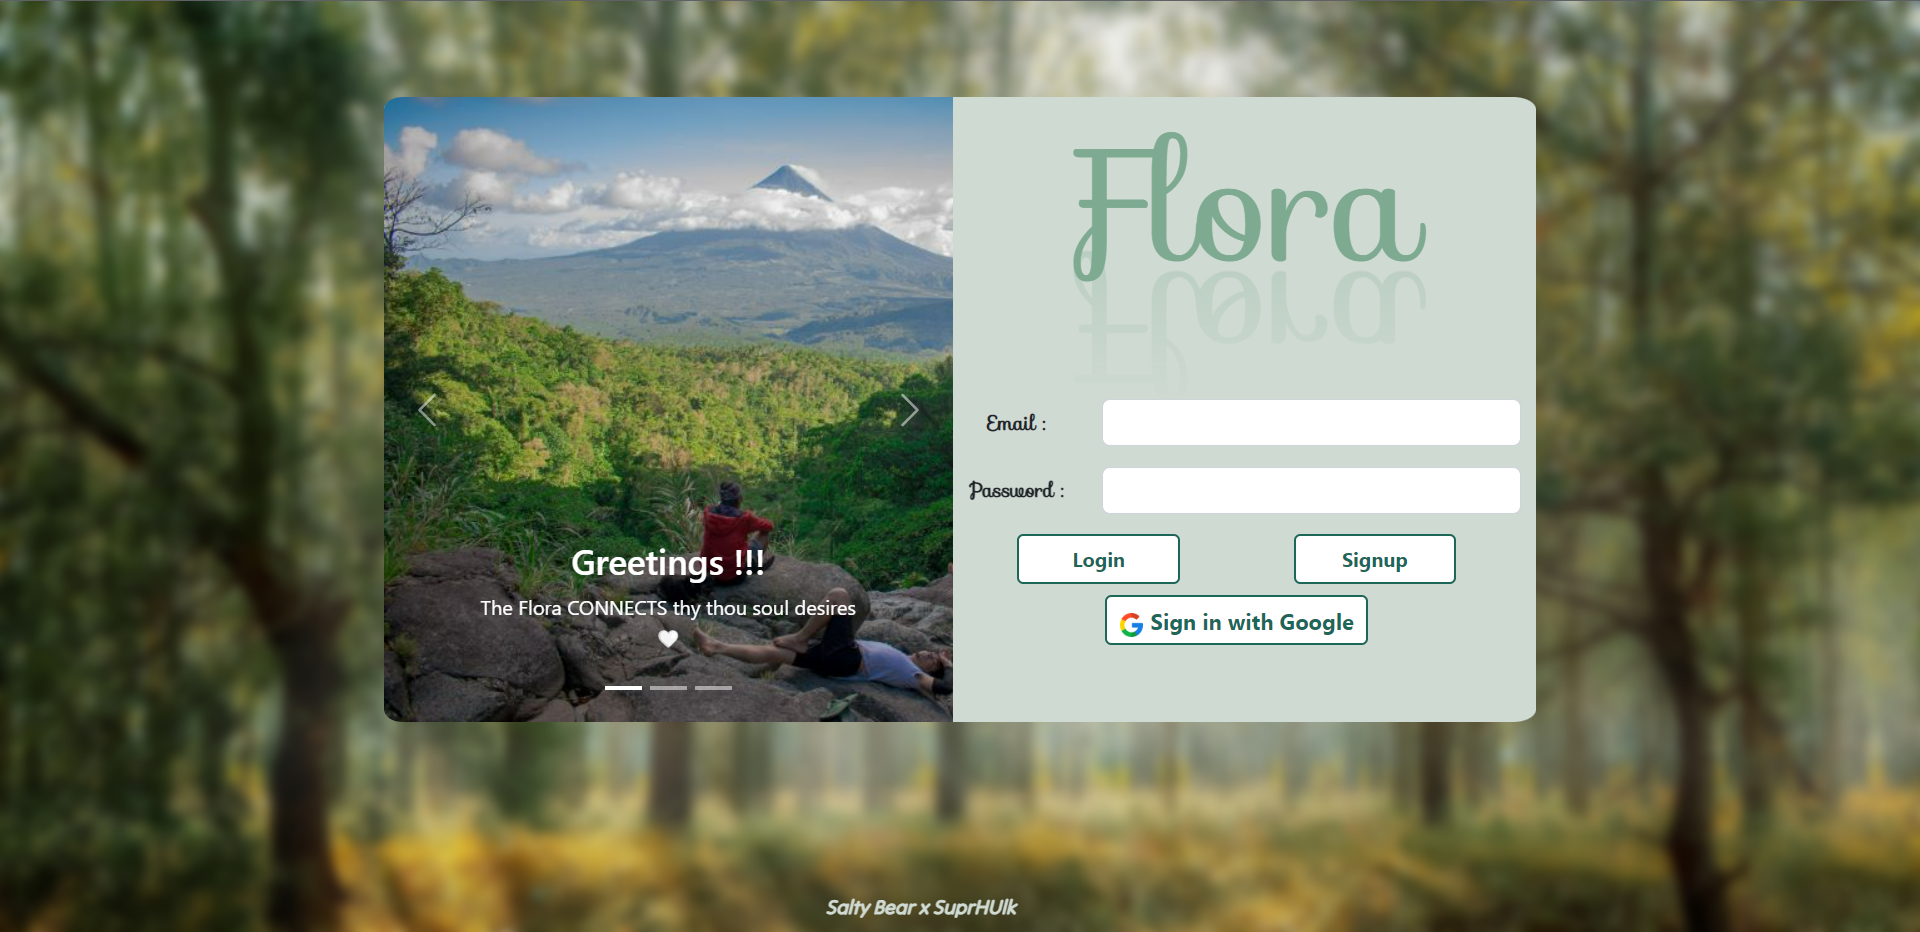 Flora
Email :
Password :
Login
Signup
Sign in with Google
Greetings !!!
The Flora CONNECTS thy thou soul desires
🤍
Salty Bear x SuprHUlk